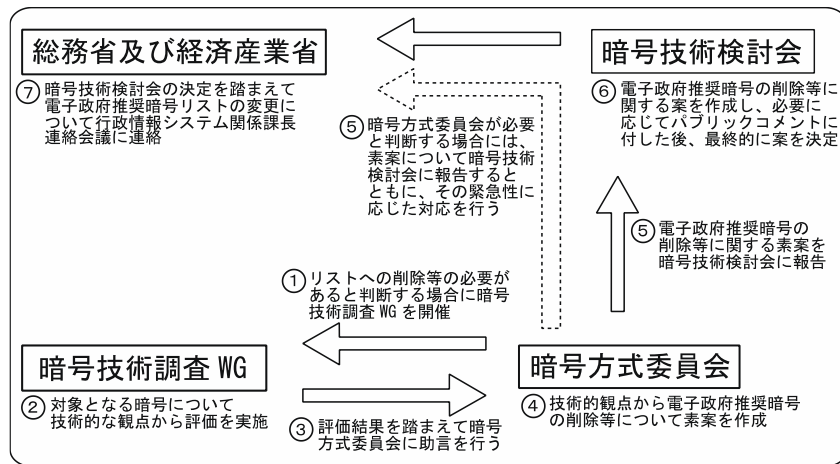 総務省及び経済産業省
⑦ 暗号技術検討会の決定を踏まえて
電子政府推奨暗号リストの変更に
ついて行政情報システム関係課長
連絡会議に連絡
暗号技術検討会
⑥ 電子政府推奨暗号の削除等に
関する案を作成し、必要に
応じてパブリックコメントに
付した後、最終的に案を決定
⑤ 暗号方式委員会が必要
と判断する場合には、
素案について暗号技術
検討会に報告すると
ともに、その緊急性に
応じた対応を行う
⑤ 電子政府推奨暗号の
削除等に関する素案を
暗号技術検討会に報告
① リストへの削除等の必要が
あると判断する場合に暗号
技術調査 WG を開催
暗号技術調査 WG
② 対象となる暗号について
技術的な観点から評価を実施
③ 評価結果を踏まえて暗号
方式委員会に助言を行う
暗号方式委員会
④ 技術的観点から電子政府推奨暗号
の削除等について素案を作成